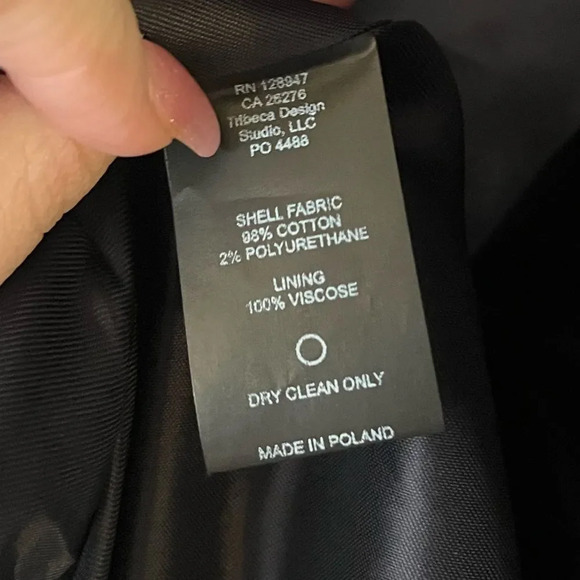 RN 128947
CA 26276
Tribeca Design
Studio, LLC
PO 4488
SHELL FABRIC
98% COTTON
2% POLYURETHANE
LINING
100% VISCOSE
DRY CLEAN ONLY
MADE IN POLAND